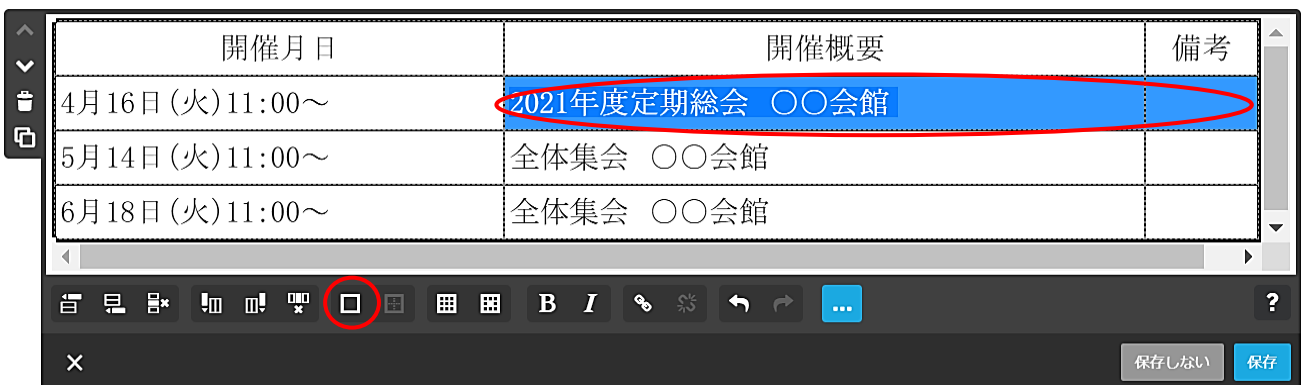 開催月日 開催概要 備考
4月16日(火)11:00～ 2021年度定期総会 〇〇会館
5月14日(火)11:00～ 全体集会 〇〇会館
6月18日(火)11:00～ 全体集会 〇〇会館
B I ... ?
保存しない 保存